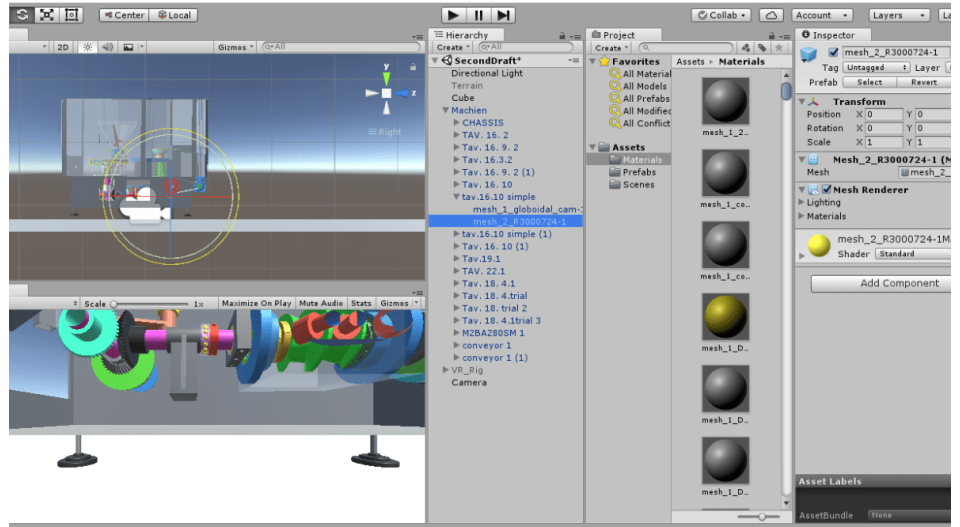 Center Local
Collab Account Layers La
2D Gizmos QrAll
y
z
Right
Scale 1x Maximize On Play Mute Audio Stats Gizmos
Hierarchy
Create QrAll
SecondDraft*
Directional Light
Terrain
Cube
Machien
CHASSIS
TAV. 16. 2
Tav. 16. 9. 2
Tav. 16.3.2
Tav. 16. 9. 2 (1)
Tav. 16. 10
tav.16.10 simple
mesh_1_globoidal_cam-
mesh_2_R3000724-1
tav.16.10 simple (1)
Tav. 16. 10 (1)
Tav.19.1
TAV. 22.1
Tav. 18. 4.1
Tav. 18. 4.trial
Tav. 18. trial 2
Tav. 18. 4.1trial 3
M2BA280SM 1
conveyor 1
conveyor 1 (1)
VR_Rig
Camera
Project
Create
Favorites
All Material
All Models
All Prefabs
All Modified
All Conflict
Assets
Materials
Prefabs
Scenes
Assets Materials
mesh_1_2..
mesh_1_co..
mesh_1_co..
mesh_1_D..
mesh_1_D..
mesh_1_D..
Inspector
mesh_2_R3000724-1
Tag Untagged Layer
Prefab Select Revert
Transform
Position X 0 Y 0
Rotation X 0 Y 0
Scale X 1 Y 1
Mesh_2_R3000724-1 (M
Mesh mesh_2_
Mesh Renderer
Lighting
Materials
mesh_2_R3000724-1M
Shader Standard
Add Component
Asset Labels
AssetBundle None